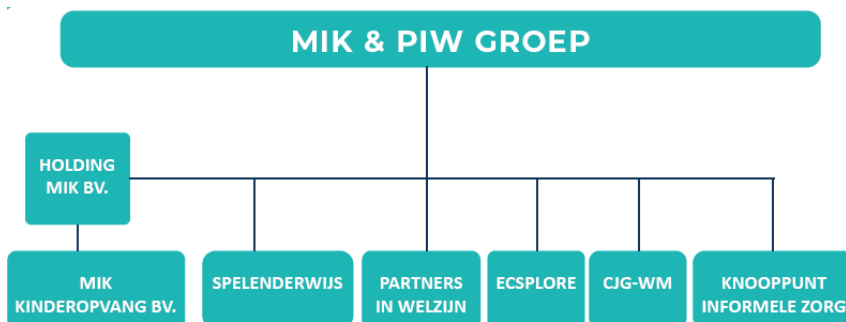 MIK & PIW GROEP
HOLDING
MIK BV.
MIK
KINDEROPVANG BV.
SPELENDERWIJS
PARTNERS
IN WELZIJN
ECSPLORE
CJG-WM
KNOOPPUNT
INFORMELE ZORG